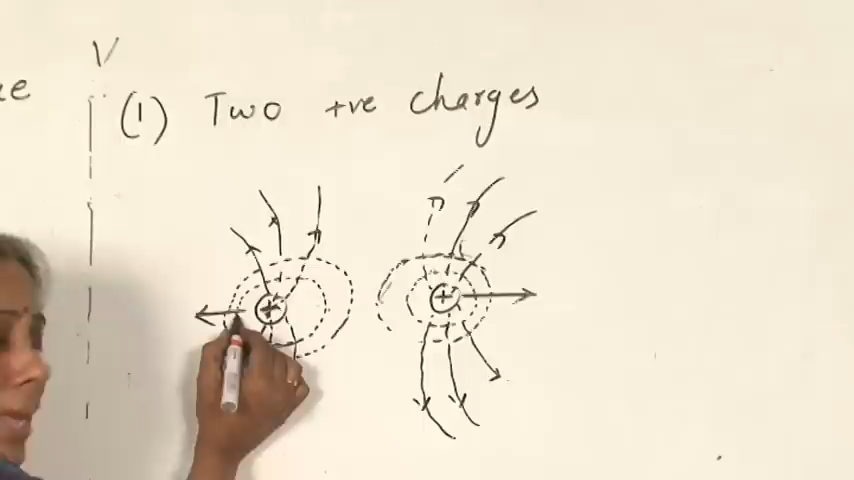 (1) Two +ve charges
+ +